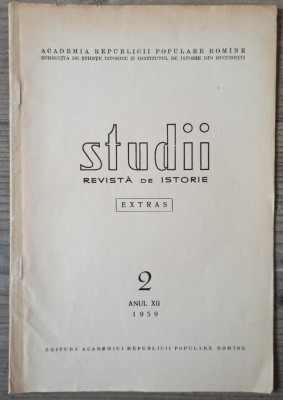 ACADEMIA REPUBLICII POPULARE ROMÎNE
SUBSECȚIA DE ȘTIINȚE ISTORICE ȘI INSTITUTUL DE ISTORIE DIN BUCUREȘTI
studii
REVISTĂ DE ISTORIE
EXTRAS
2
ANUL XII
1959
EDITURA ACADEMIEI REPUBLICII POPULARE ROMÎNE